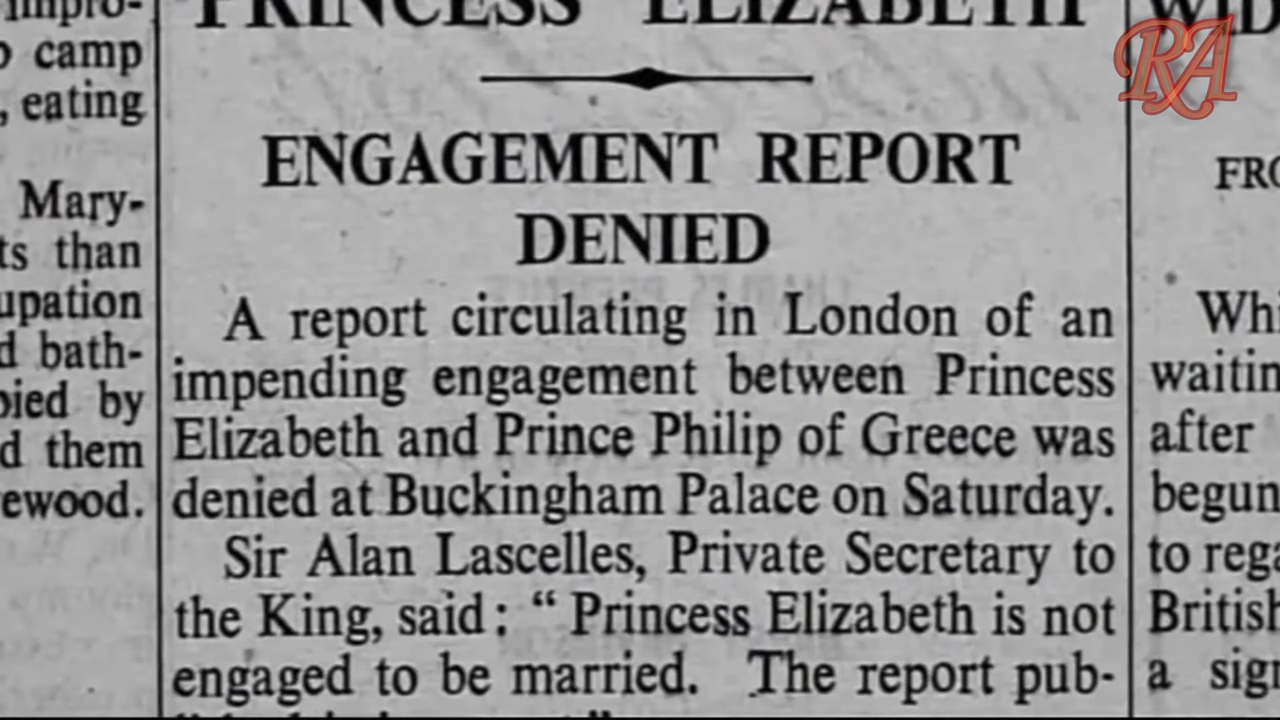 impro-
camp
, eating
Mary-
ts than
upation
d bath-
pied by
d them
ewood.
PRINCESS ELIZABETH
ENGAGEMENT REPORT
DENIED
A report circulating in London of an
impending engagement between Princess
Elizabeth and Prince Philip of Greece was
denied at Buckingham Palace on Saturday.
Sir Alan Lascelles, Private Secretary to
the King, said: “ Princess Elizabeth is not
engaged to be married. The report pub-
WID
RA
FRO
Whi
waitin
after
begun
to rega
British
a sign